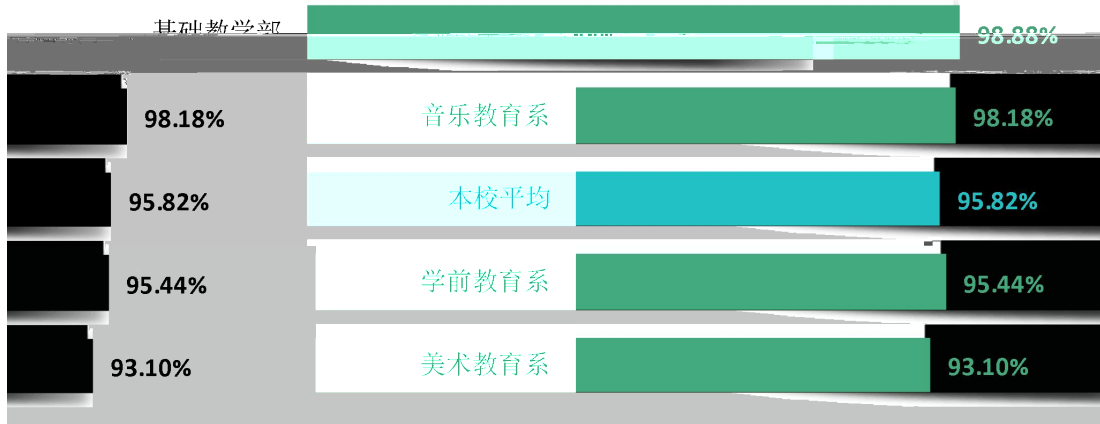 基础教学部 98.88%
98.18% 音乐教育系 98.18%
95.82% 本校平均 95.82%
95.44% 学前教育系 95.44%
93.10% 美术教育系 93.10%